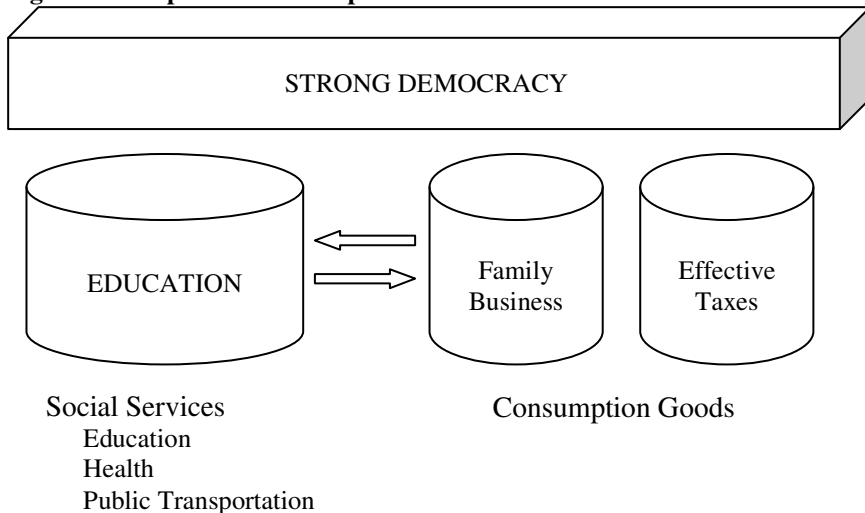 STRONG DEMOCRACY
EDUCATION
Family
Business
Effective
Taxes
Social Services
Education
Health
Public Transportation
Consumption Goods